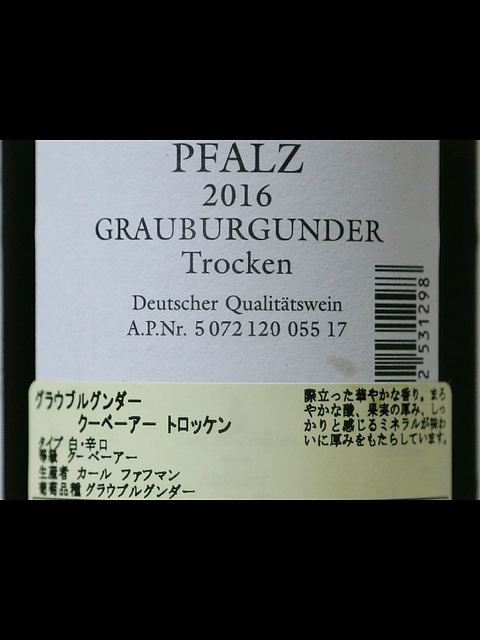 PFALZ
2016
GRAUBURGUNDER
Trocken
Deutscher Qualitätswein
A.P.Nr. 5 072 120 055 17
2 531298
グラウブルグンダー
クーベーアー トロッケン
タイプ 白・辛口
等級 クーベーアー
生産者 カール ファフマン
葡萄品種 グラウブルグンダー
際立った華やかな香り。まろ
やかな酸、果実の厚み、しっ
かりと感じるミネラルが味わ
いに厚みをもたらしています。